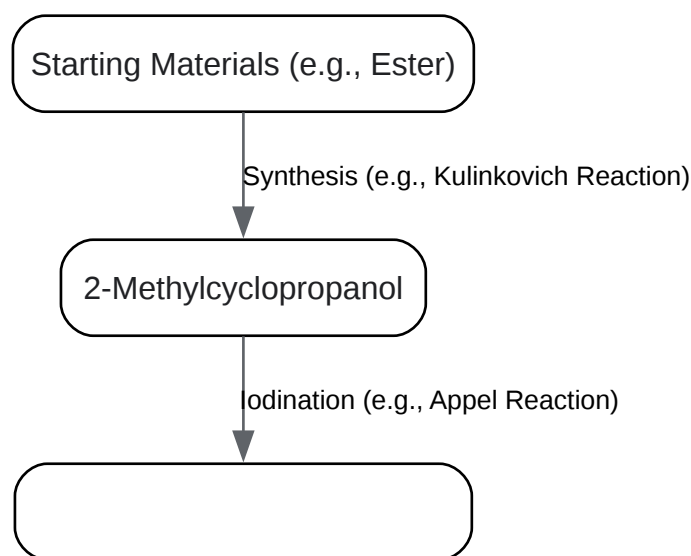 Starting Materials (e.g., Ester)
Synthesis (e.g., Kulinkovich Reaction)
2-Methylcyclopropanol
Iodination (e.g., Appel Reaction)